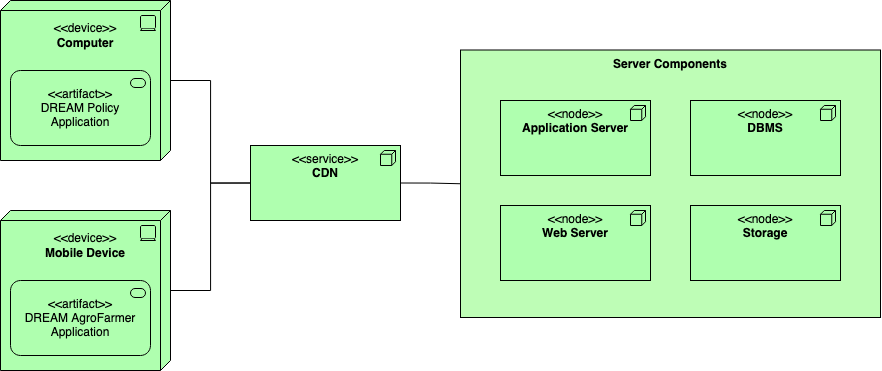 <<device>>
Computer
<<artifact>>
DREAM Policy
Application
<<device>>
Mobile Device
<<artifact>>
DREAM AgroFarmer
Application
<<service>>
CDN
Server Components
<<node>>
Application Server
<<node>>
DBMS
<<node>>
Web Server
<<node>>
Storage